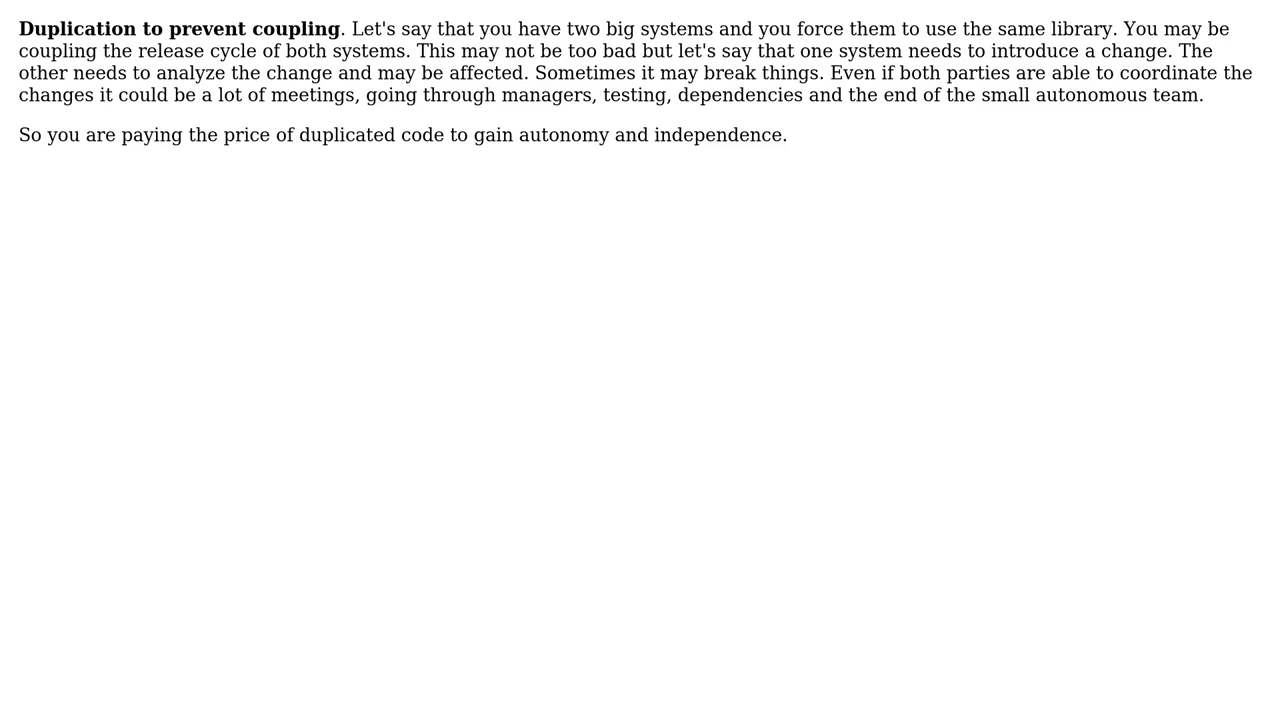 Duplication to prevent coupling. Let's say that you have two big systems and you force them to use the same library. You may be
coupling the release cycle of both systems. This may not be too bad but let's say that one system needs to introduce a change. The
other needs to analyze the change and may be affected. Sometimes it may break things. Even if both parties are able to coordinate the
changes it could be a lot of meetings, going through managers, testing, dependencies and the end of the small autonomous team.
So you are paying the price of duplicated code to gain autonomy and independence.